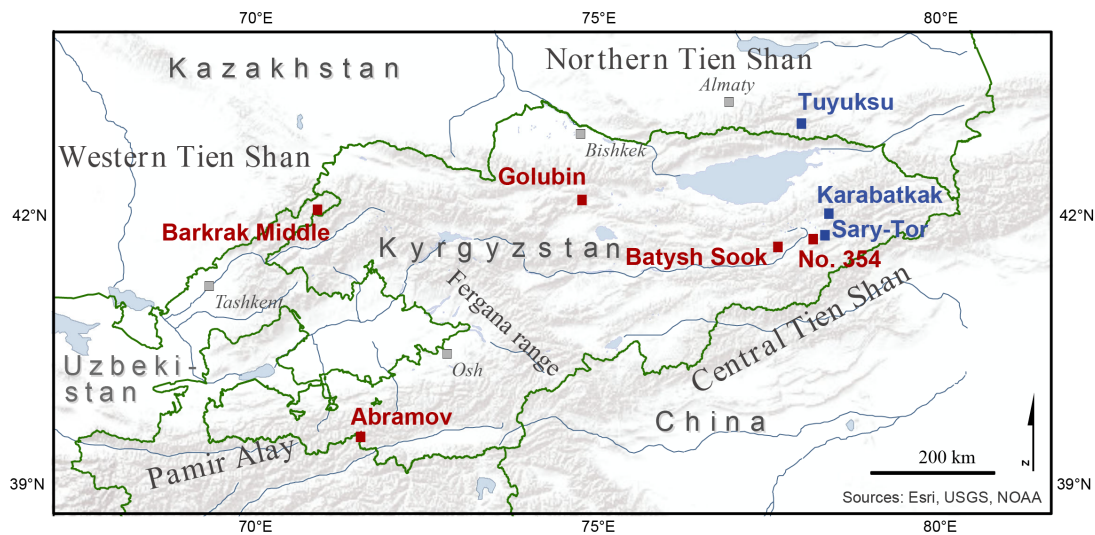 70°E 75°E 80°E
Northern Tien Shan
Kazakhstan
Almaty
Tuyuksu
Bishkek
Western Tien Shan
Golubin
Karabatkak
42°N 42°N
Barkrak Middle
Sary-Tor
Kyrgyzstan
Batysh Sook
No. 354
Tashkent
Fergana range
Central Tien Shan
Uzbeki-
stan
Osh
Abramov
China
Pamir Alay
200 km
N
39°N 39°N
Sources: Esri, USGS, NOAA
70°E 75°E 80°E